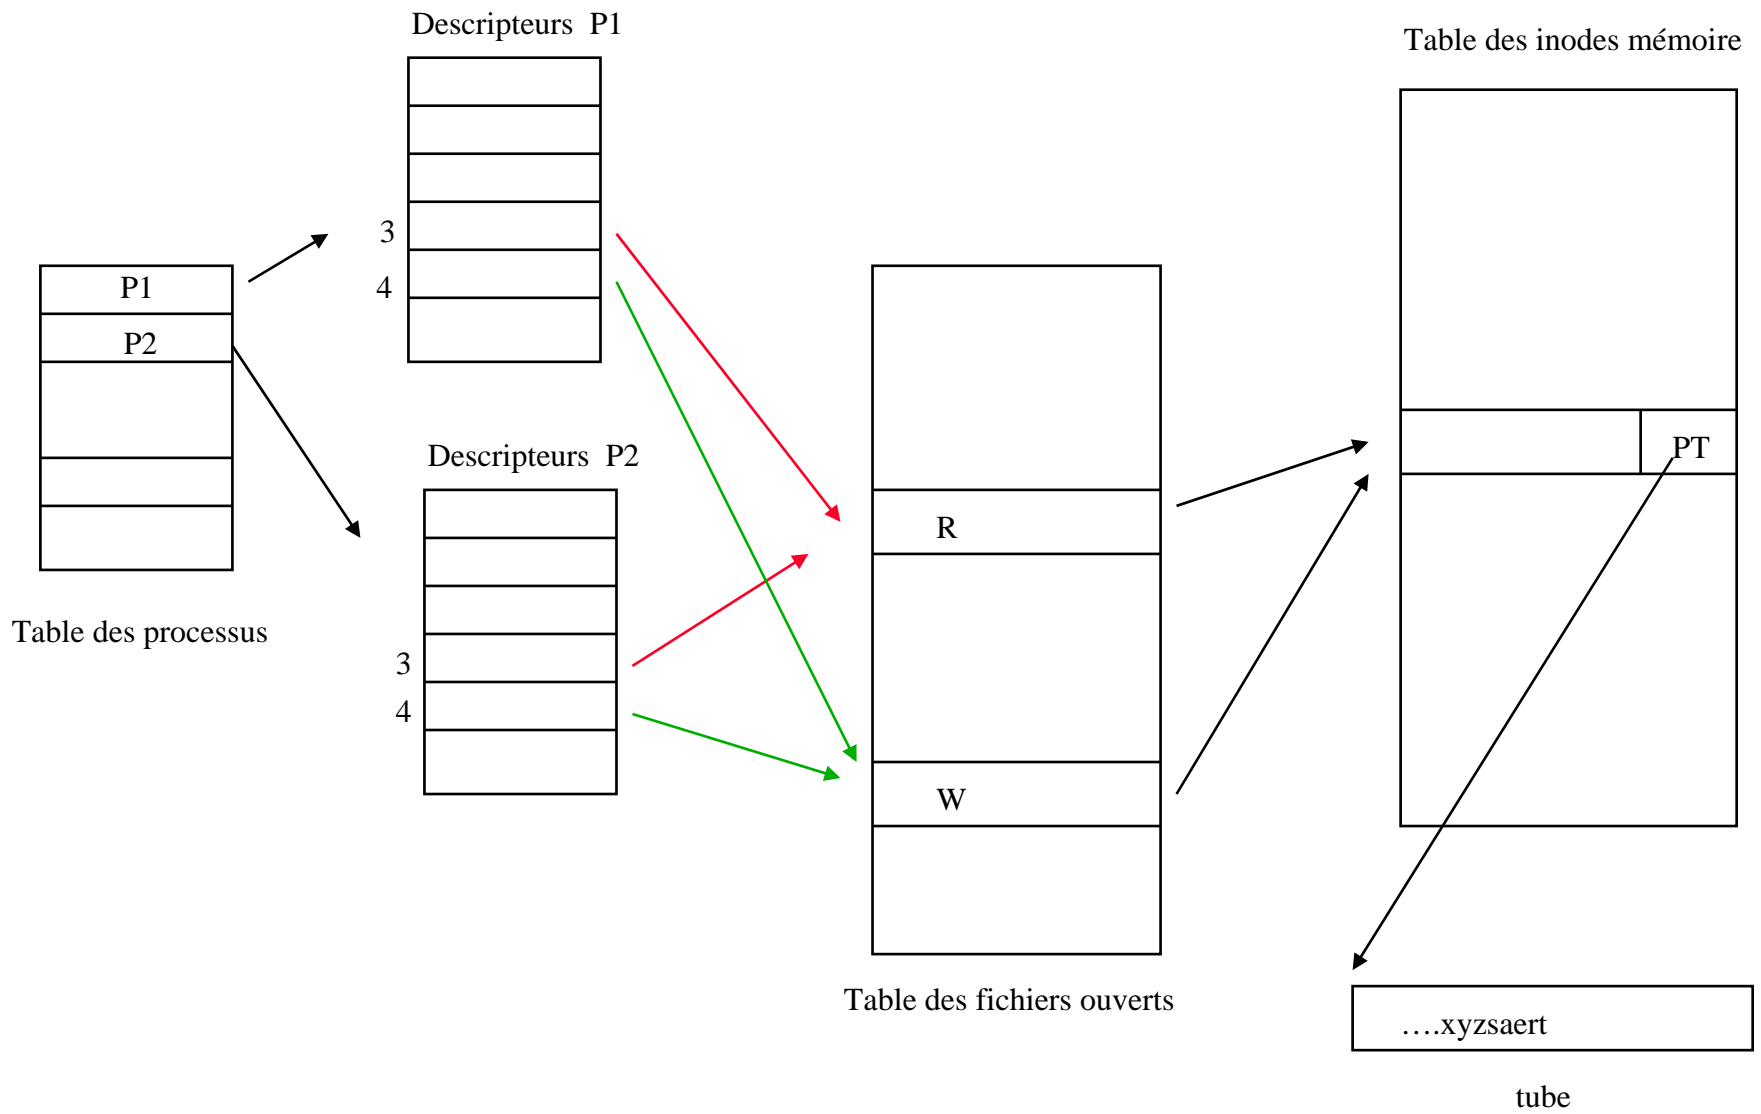 Descripteurs P1
Table des inodes mémoire
3
4
P1
P2
Descripteurs P2
PT
R
Table des processus
3
4
W
Table des fichiers ouverts
….xyzsaert
tube